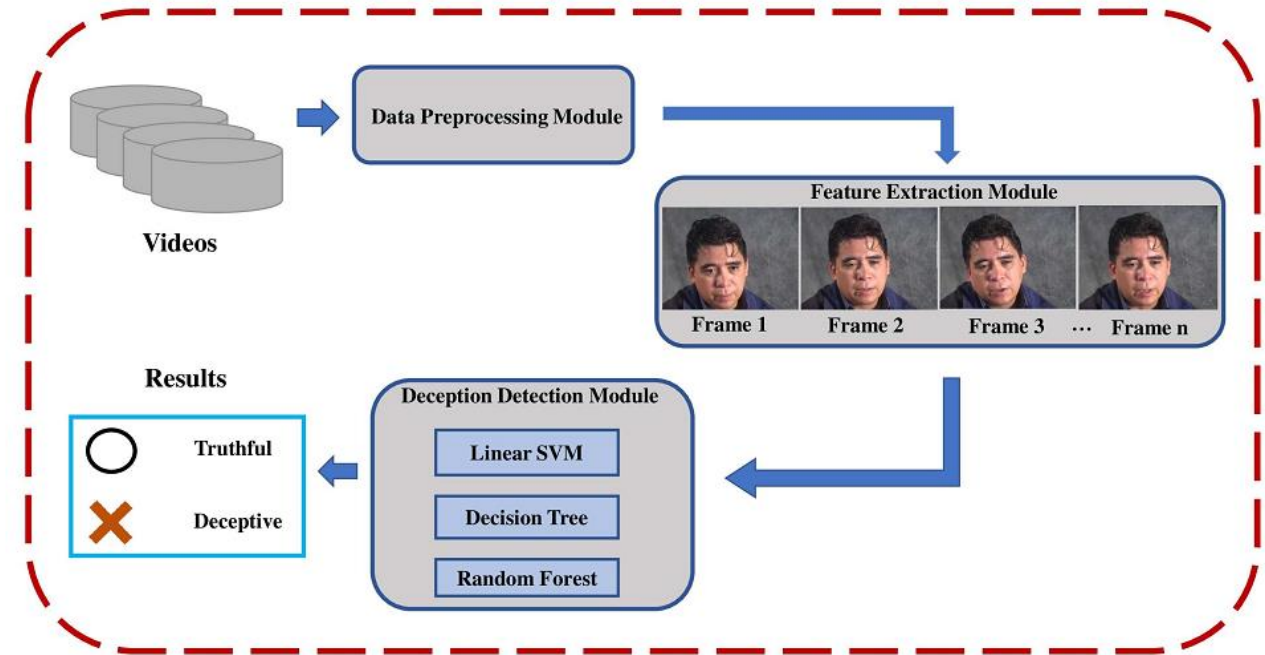 Data Preprocessing Module
Videos
Feature Extraction Module
Frame 1 Frame 2 Frame 3 ... Frame n
Deception Detection Module
Linear SVM
Decision Tree
Random Forest
Results
Truthful
Deceptive